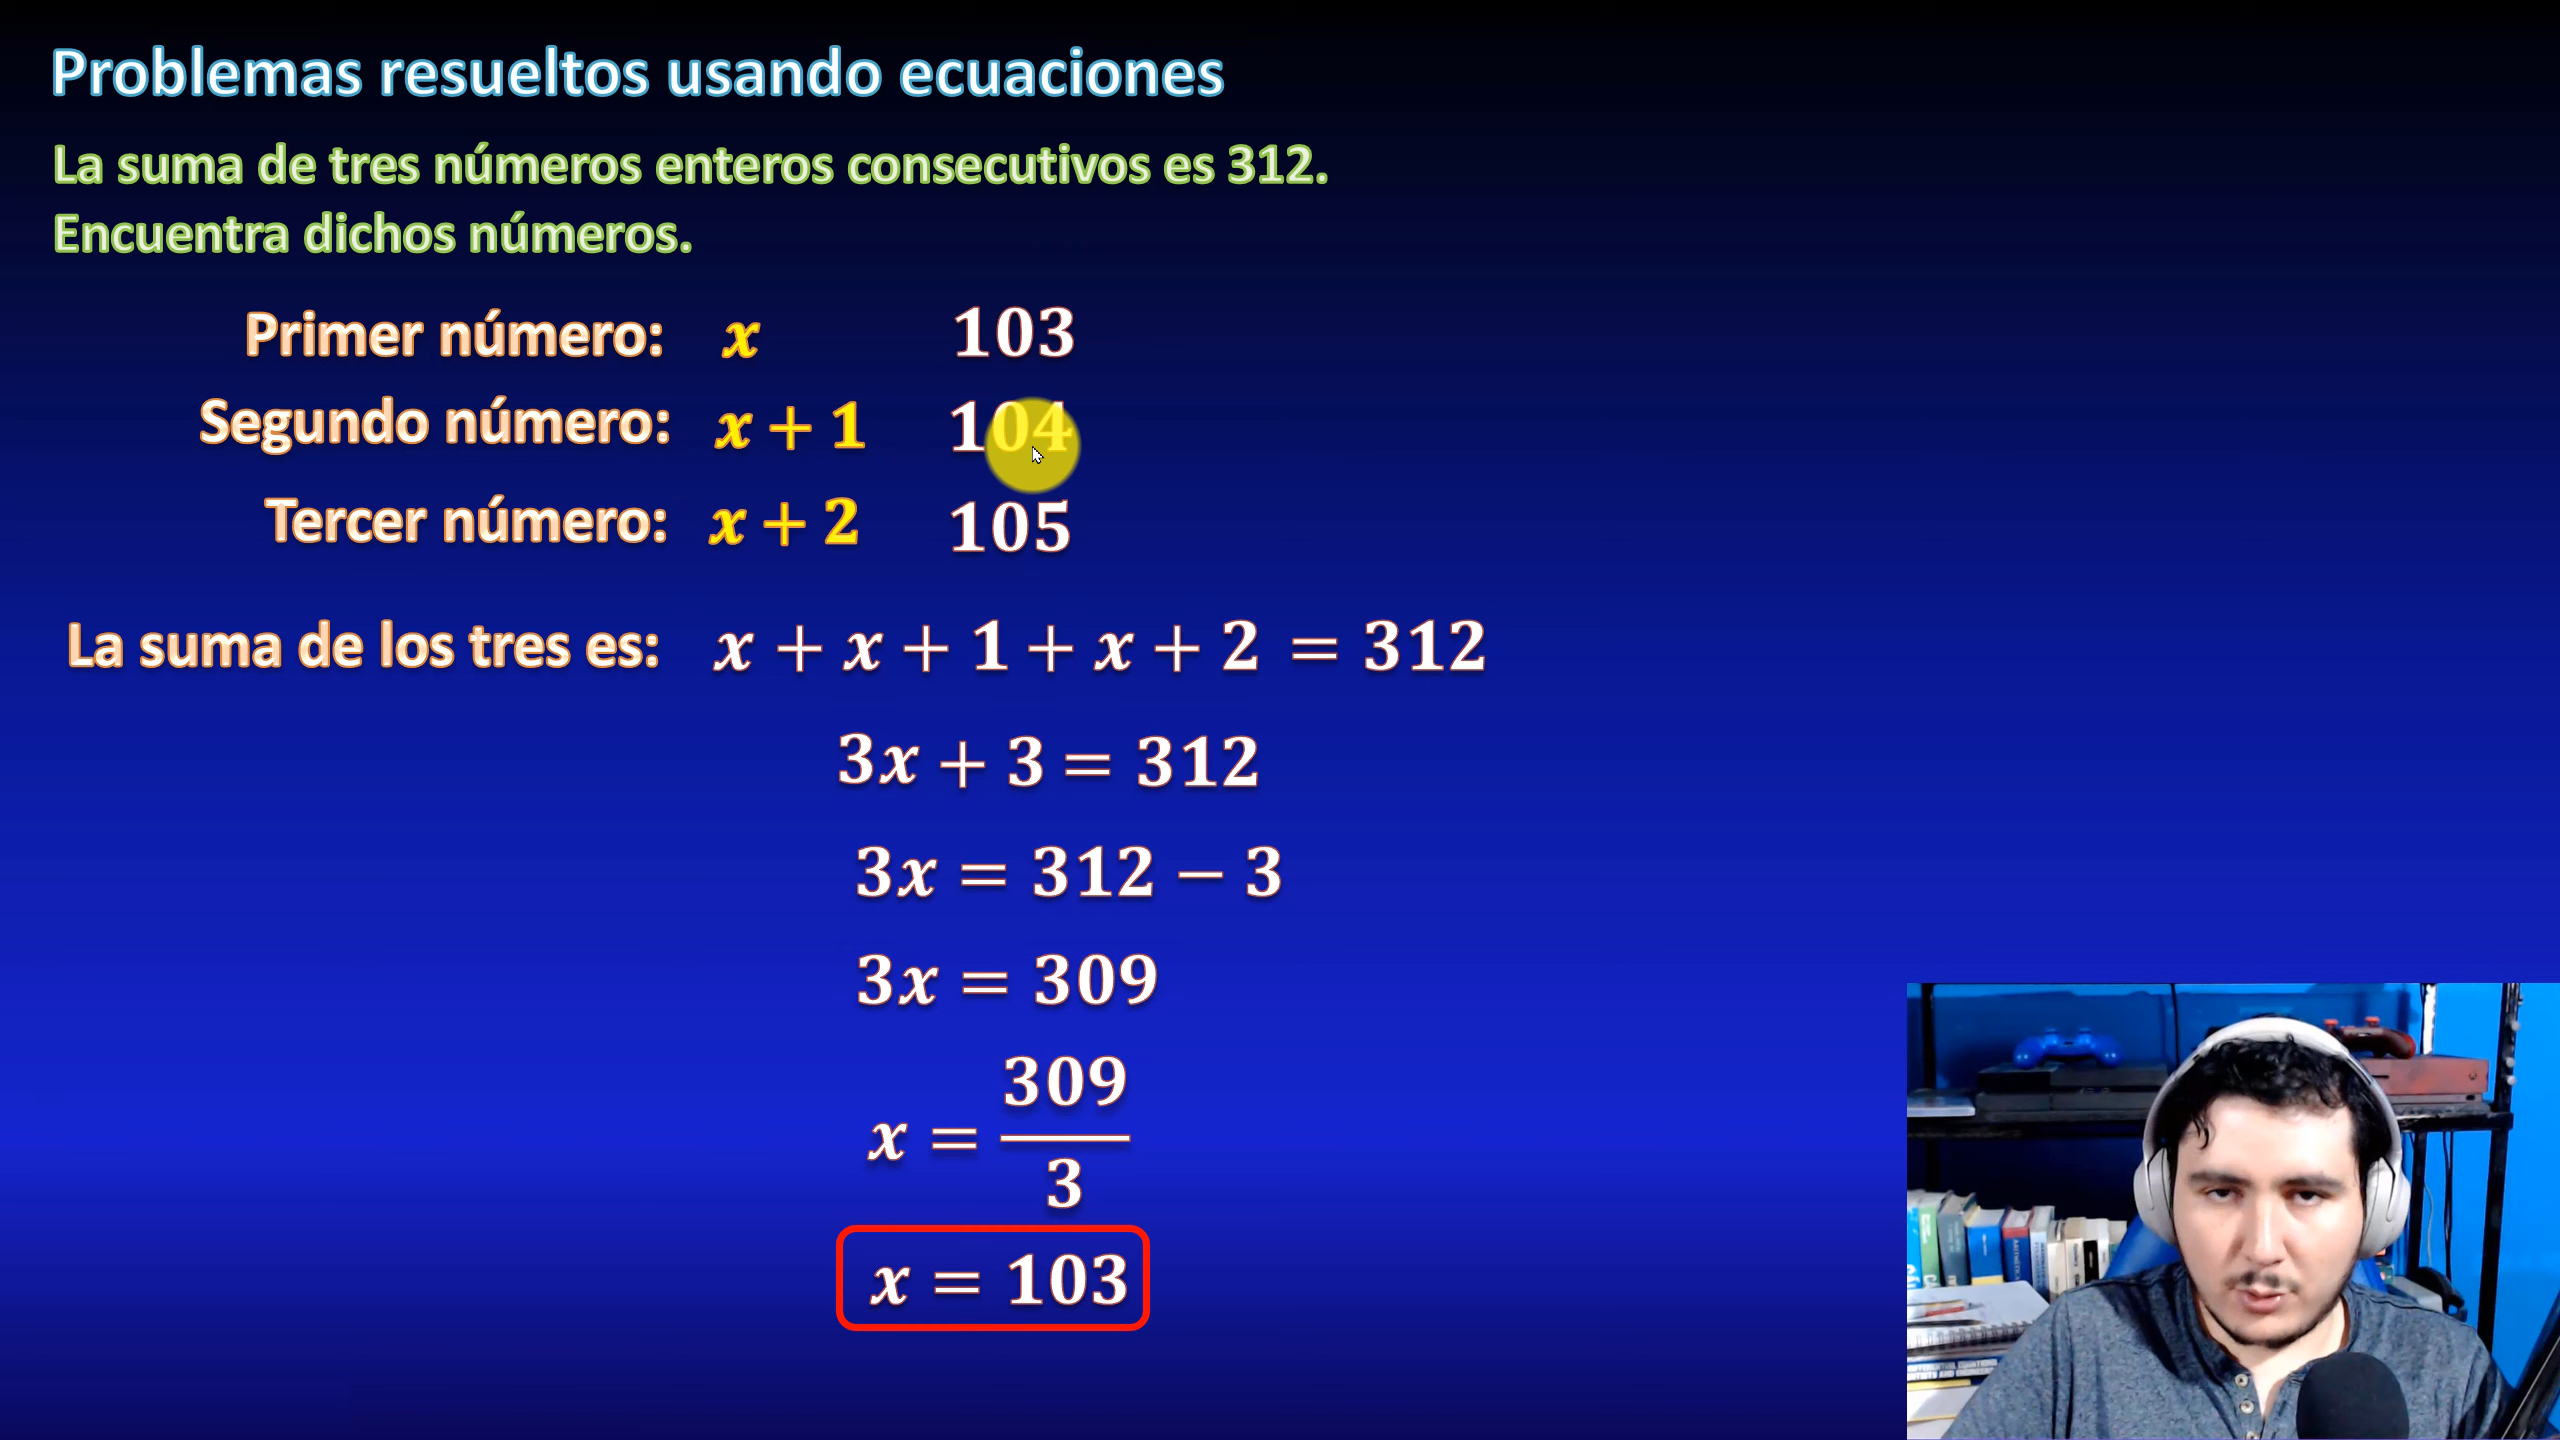 Problemas resueltos usando ecuaciones
La suma de tres números enteros consecutivos es 312.
Encuentra dichos números.
Primer número: x 103
Segundo número: x + 1 104
Tercer número: x + 2 105
La suma de los tres es: x + x + 1 + x + 2 = 312
3x + 3 = 312
3x = 312 − 3
3x = 309
x = 309/3
x = 103